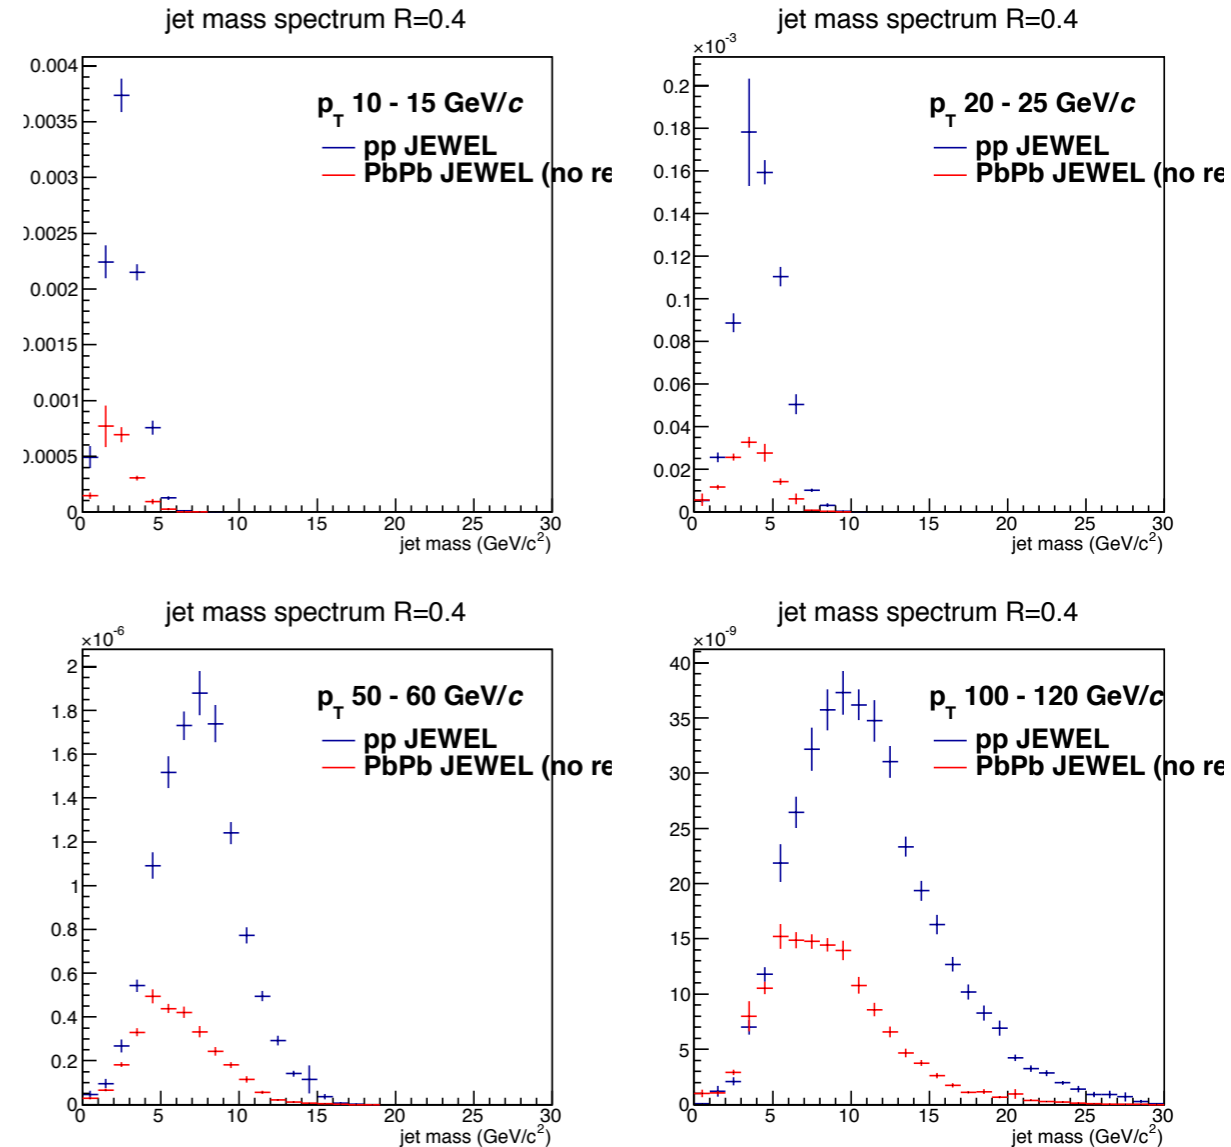 jet mass spectrum R=0.4
0.004
0.0035
0.003
0.0025
0.002
0.0015
0.001
0.0005
0
p_T 10 - 15 GeV/c
pp JEWEL
PbPb JEWEL (no re
0 5 10 15 20 25 30
jet mass (GeV/c²)
jet mass spectrum R=0.4
×10⁻³
0.2
0.18
0.16
0.14
0.12
0.1
0.08
0.06
0.04
0.02
0
p_T 20 - 25 GeV/c
pp JEWEL
PbPb JEWEL (no re
0 5 10 15 20 25 30
jet mass (GeV/c²)
jet mass spectrum R=0.4
×10⁻⁶
2
1.8
1.6
1.4
1.2
1
0.8
0.6
0.4
0.2
0
p_T 50 - 60 GeV/c
pp JEWEL
PbPb JEWEL (no re
0 5 10 15 20 25 30
jet mass (GeV/c²)
jet mass spectrum R=0.4
×10⁻⁹
40
35
30
25
20
15
10
5
0
p_T 100 - 120 GeV/c
pp JEWEL
PbPb JEWEL (no re
0 5 10 15 20 25 30
jet mass (GeV/c²)